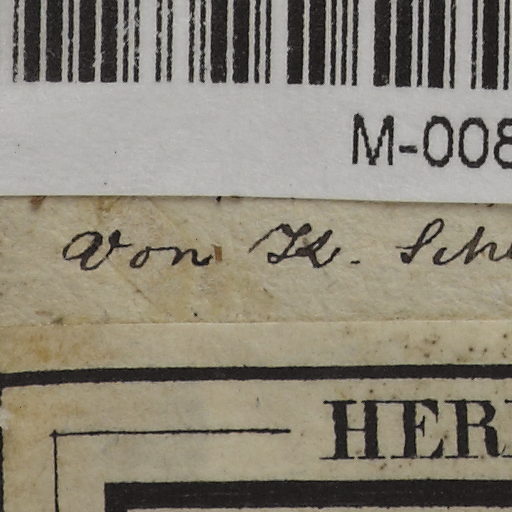 M-008
Von K. Sch
HER